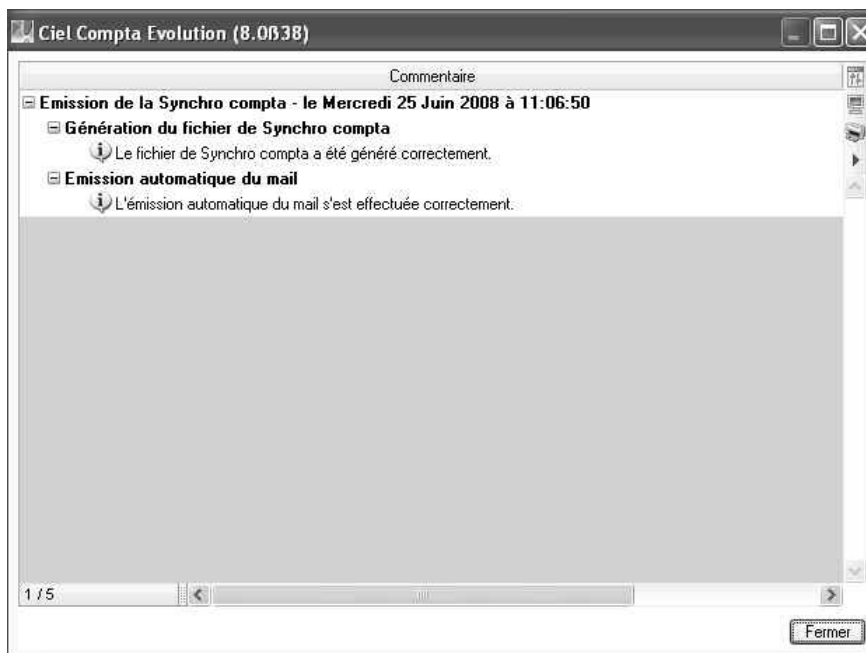 Ciel Compta Evolution (8.0ß38)
Commentaire
Emission de la Synchro compta - le Mercredi 25 Juin 2008 à 11:06:50
Génération du fichier de Synchro compta
Le fichier de Synchro compta a été généré correctement.
Emission automatique du mail
L'émission automatique du mail s'est effectuée correctement.
1 / 5
Fermer